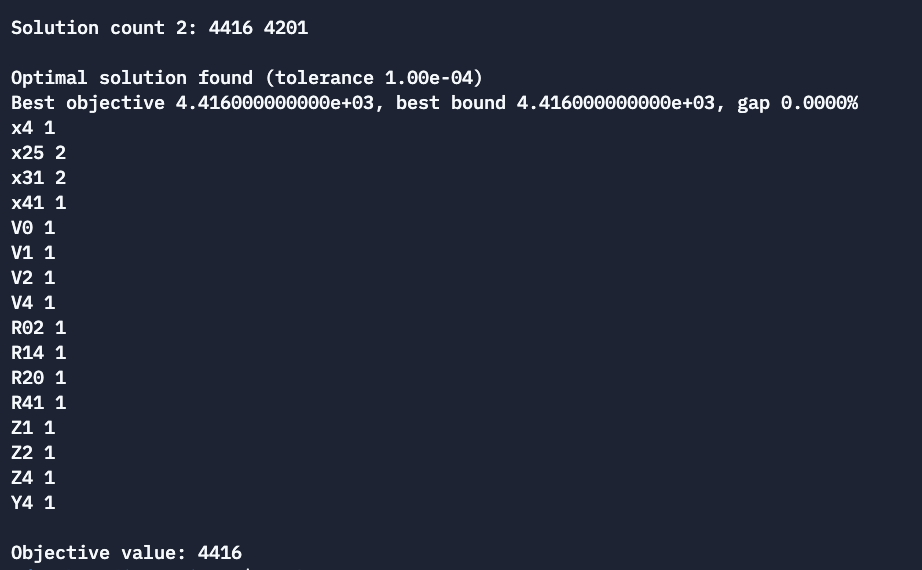 Solution count 2: 4416 4201
Optimal solution found (tolerance 1.00e-04)
Best objective 4.416000000000e+03, best bound 4.416000000000e+03, gap 0.0000%
x4 1
x25 2
x31 2
x41 1
V0 1
V1 1
V2 1
V4 1
R02 1
R14 1
R20 1
R41 1
Z1 1
Z2 1
Z4 1
Y4 1
Objective value: 4416